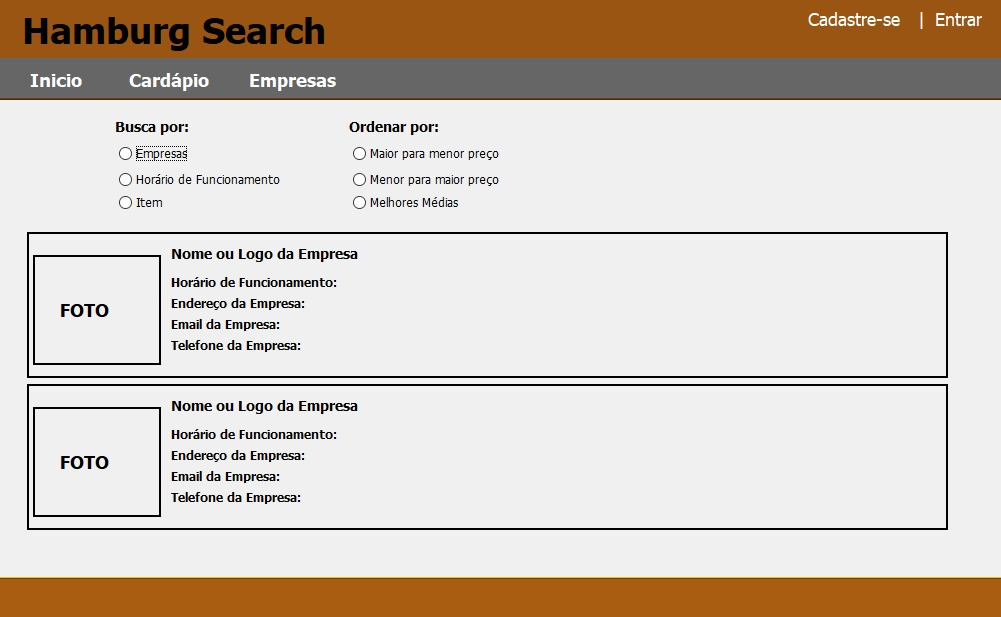 Hamburg Search
Cadastre-se | Entrar
Inicio Cardápio Empresas
Busca por:
Empresas
Horário de Funcionamento
Item
Ordenar por:
Maior para menor preço
Menor para maior preço
Melhores Médias
FOTO
Nome ou Logo da Empresa
Horário de Funcionamento:
Endereço da Empresa:
Email da Empresa:
Telefone da Empresa:
FOTO
Nome ou Logo da Empresa
Horário de Funcionamento:
Endereço da Empresa:
Email da Empresa:
Telefone da Empresa: